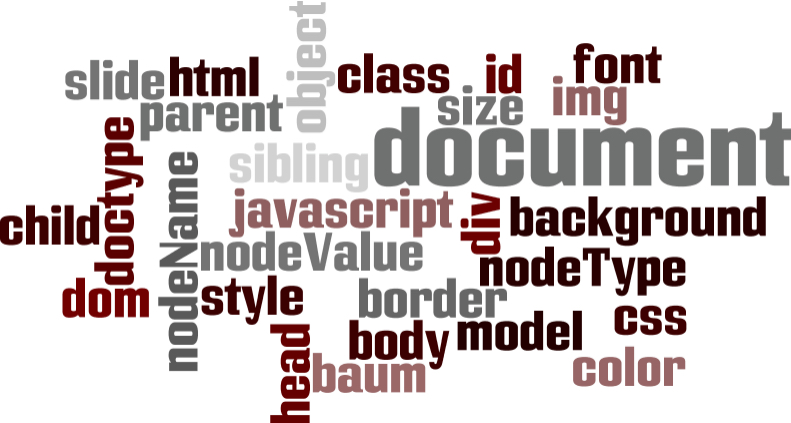 object
slide
html
class
id
font
parent
size
img
document
doctype
sibling
nodeName
javascript
div
child
background
nodeValue
nodeType
dom
style
border
css
head
body
model
baum
color